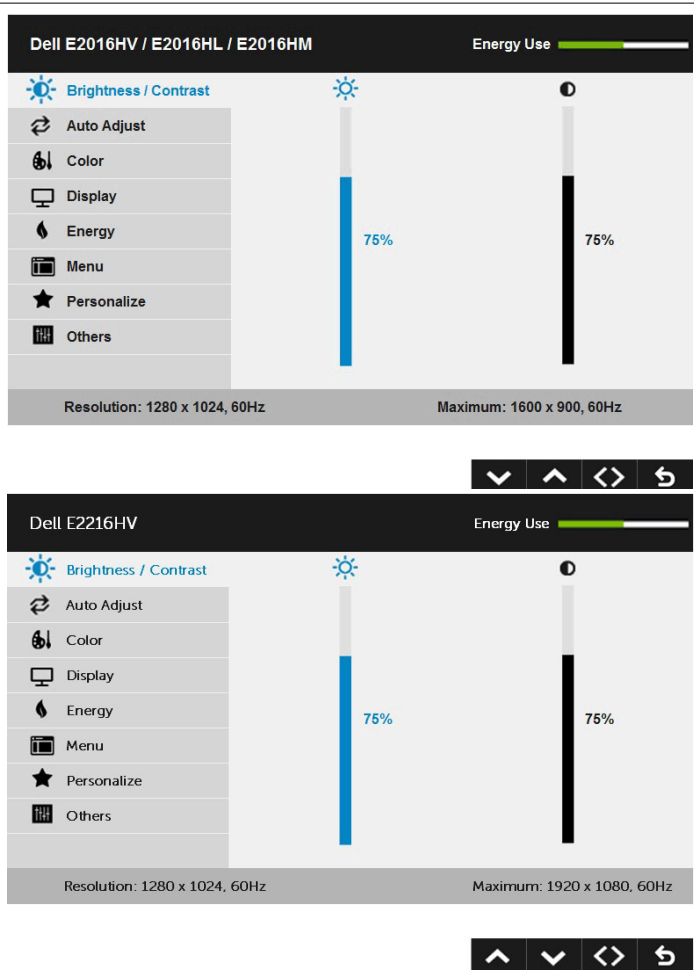 Dell E2016HV / E2016HL / E2016HM Energy Use
Brightness / Contrast
Auto Adjust
Color
Display
Energy
75% 75%
Menu
Personalize
Others
Resolution: 1280 x 1024, 60Hz Maximum: 1600 x 900, 60Hz
Dell E2216HV Energy Use
Brightness / Contrast
Auto Adjust
Color
Display
Energy
75% 75%
Menu
Personalize
Others
Resolution: 1280 x 1024, 60Hz Maximum: 1920 x 1080, 60Hz